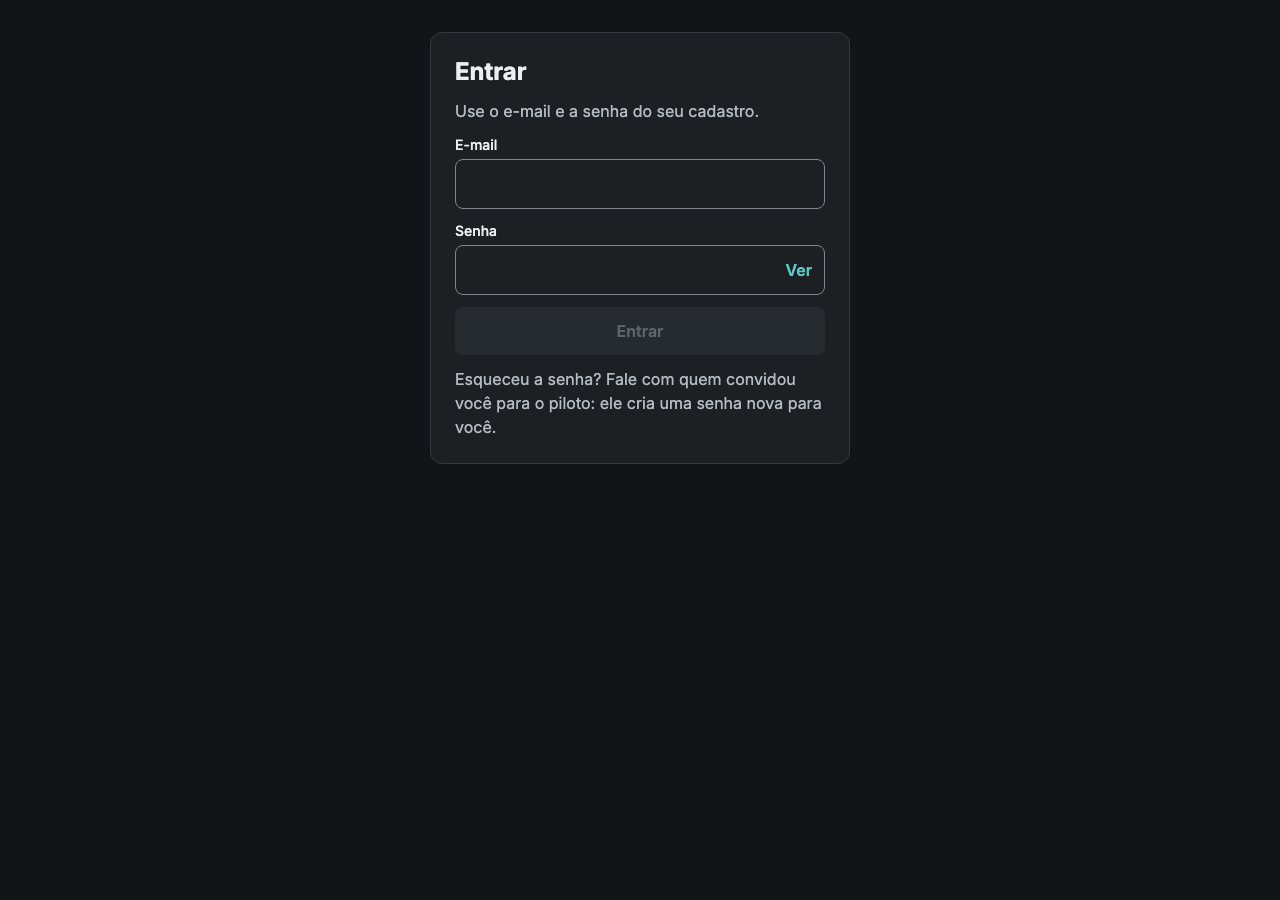 Entrar
Use o e-mail e a senha do seu cadastro.
E-mail
Senha
Ver
Entrar
Esqueceu a senha? Fale com quem convidou
você para o piloto: ele cria uma senha nova para
você.